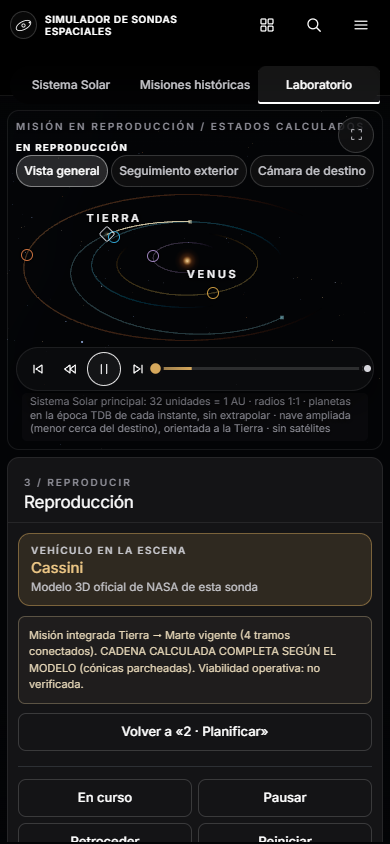 SIMULADOR DE SONDAS
ESPACIALES
Sistema Solar
Misiones históricas
Laboratorio
MISIÓN EN REPRODUCCIÓN / ESTADOS CALCULADOS
EN REPRODUCCIÓN
Vista general
Seguimiento exterior
Cámara de destino
TIERRA
VENUS
Sistema Solar principal: 32 unidades = 1 AU · radios 1:1 · planetas
en la época TDB de cada instante, sin extrapolar · nave ampliada
(menor cerca del destino), orientada a la Tierra · sin satélites
3 / REPRODUCIR
Reproducción
VEHÍCULO EN LA ESCENA
Cassini
Modelo 3D oficial de NASA de esta sonda
Misión integrada Tierra → Marte vigente (4 tramos
conectados). CADENA CALCULADA COMPLETA SEGÚN EL
MODELO (cónicas parcheadas). Viabilidad operativa: no
verificada.
Volver a «2 · Planificar»
En curso
Pausar
Retroceder
Reiniciar